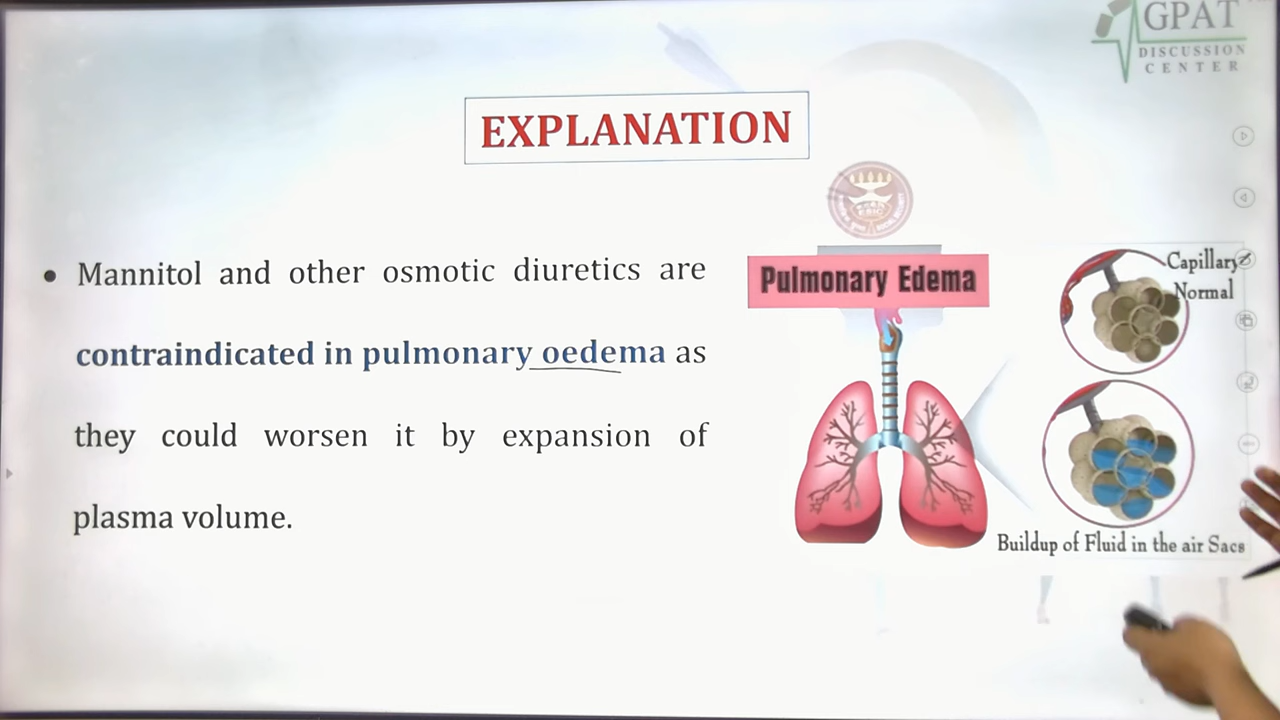 GPAT
DISCUSSION
CENTER
EXPLANATION
• Mannitol and other osmotic diuretics are
contraindicated in pulmonary oedema as
they could worsen it by expansion of
plasma volume.
Pulmonary Edema
Capillary
Normal
Buildup of Fluid in the air Sacs